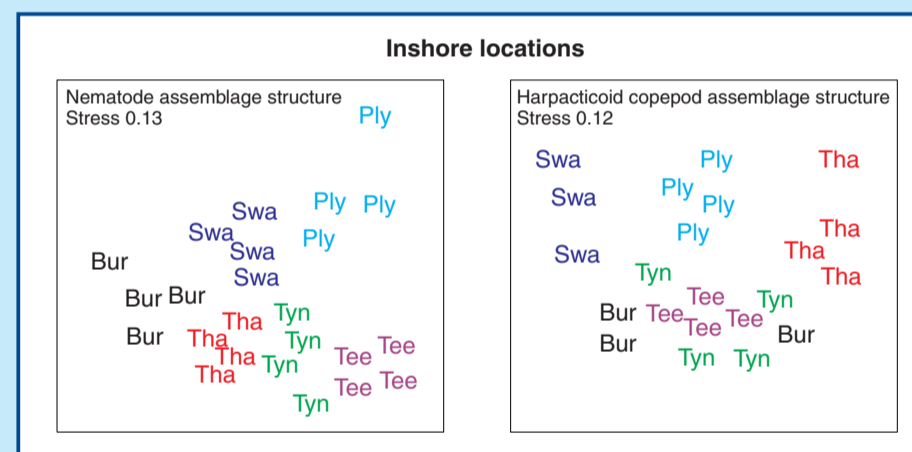 Inshore locations
Nematode assemblage structure
Stress 0.13
Ply
Ply Ply
Swa
Swa
Ply
Swa
Bur
Swa
Bur Bur
Tyn
Tha
Bur
Tha
Tyn
Tee
Tha
Tee
Tyn
Tha
Tee
Tee
Tyn
Harpacticoid copepod assemblage structure
Stress 0.12
Swa
Ply
Tha
Ply
Swa
Ply
Tha
Ply
Tha
Swa
Tyn
Tha
Tee
Tyn
Bur
Tee
Tee
Tee
Bur
Bur
Tyn
Tyn